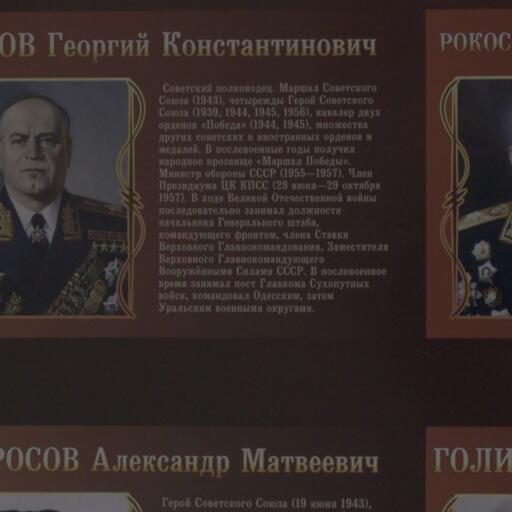 ОВ Георгий Константинович
РОКОС
Советский полководец. Маршал Советского
Союза (1943), четырежды Герой Советского
Союза (1939, 1944, 1945, 1956), кавалер двух
орденов «Победа» (1944, 1945), множества
других советских и иностранных орденов и
медалей. В послевоенные годы получил
народное прозвище «Маршал Победы».
Министр обороны СССР (1955—1957). Член
Президиума ЦК КПСС (29 июня—29 октября
1957). В ходе Великой Отечественной войны
последовательно занимал должности
начальника Генерального штаба,
командующего фронтом, члена Ставки
Верховного Главнокомандования, Заместителя
Верховного Главнокомандующего
Вооружёнными Силами СССР. В послевоенное
время занимал пост Главкома Сухопутных
войск, командовал Одесским, затем
Уральским военными округами.
РОСОВ Александр Матвеевич
ГОЛИ
Герой Советского Союза (19 июня 1943),